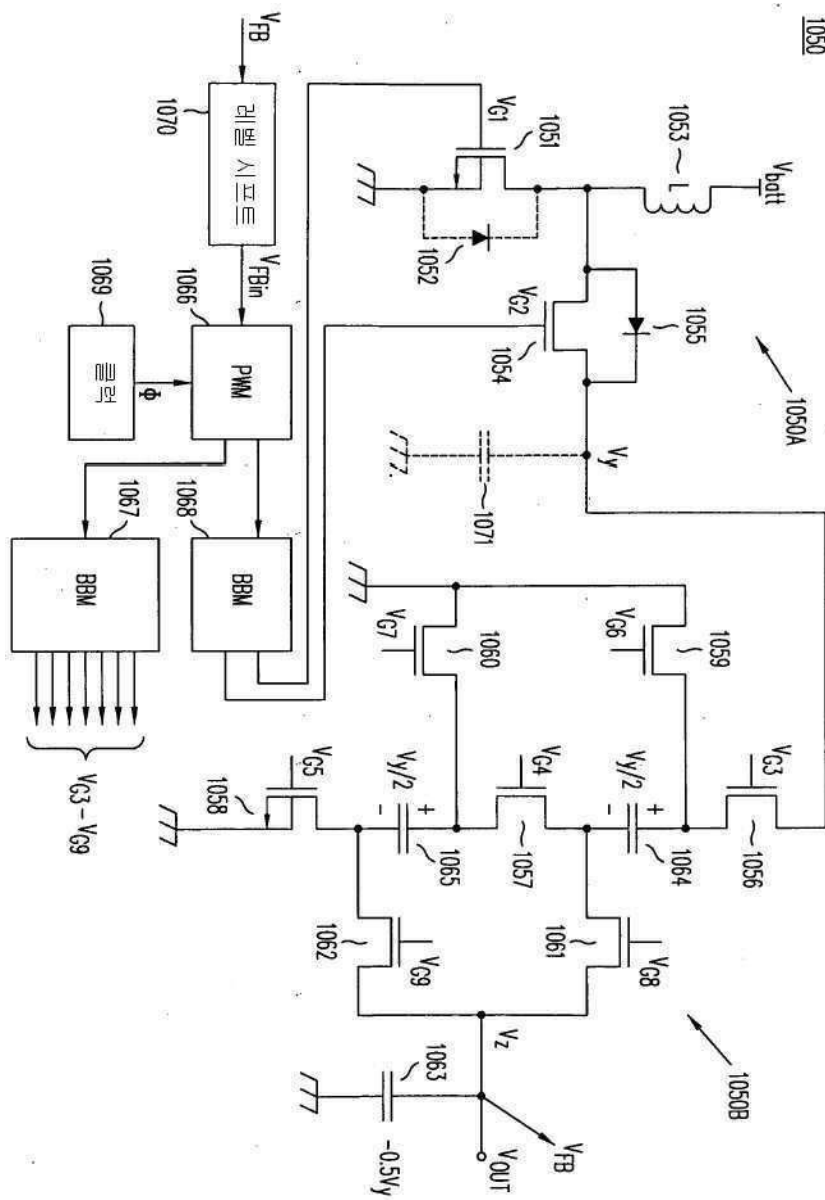 1050
V_batt
1050A
1050B
1053
L
1055
V_G3
1056
1051
V_G1
1052
V_G2
1054
V_y
1071
V_G6
1059
V_y/2
+
-
1064
V_G8
1061
V_FB
V_G4
1057
V_z
V_OUT
V_G7
1060
V_y/2
+
-
1065
V_G9
1062
1063
-0.5V_y
V_G5
1058
V_FB
레벨 시프트
1070
V_FBin
1066
PWM
1068
BBM
1069
클럭
Φ
1067
BBM
V_G3-V_G9